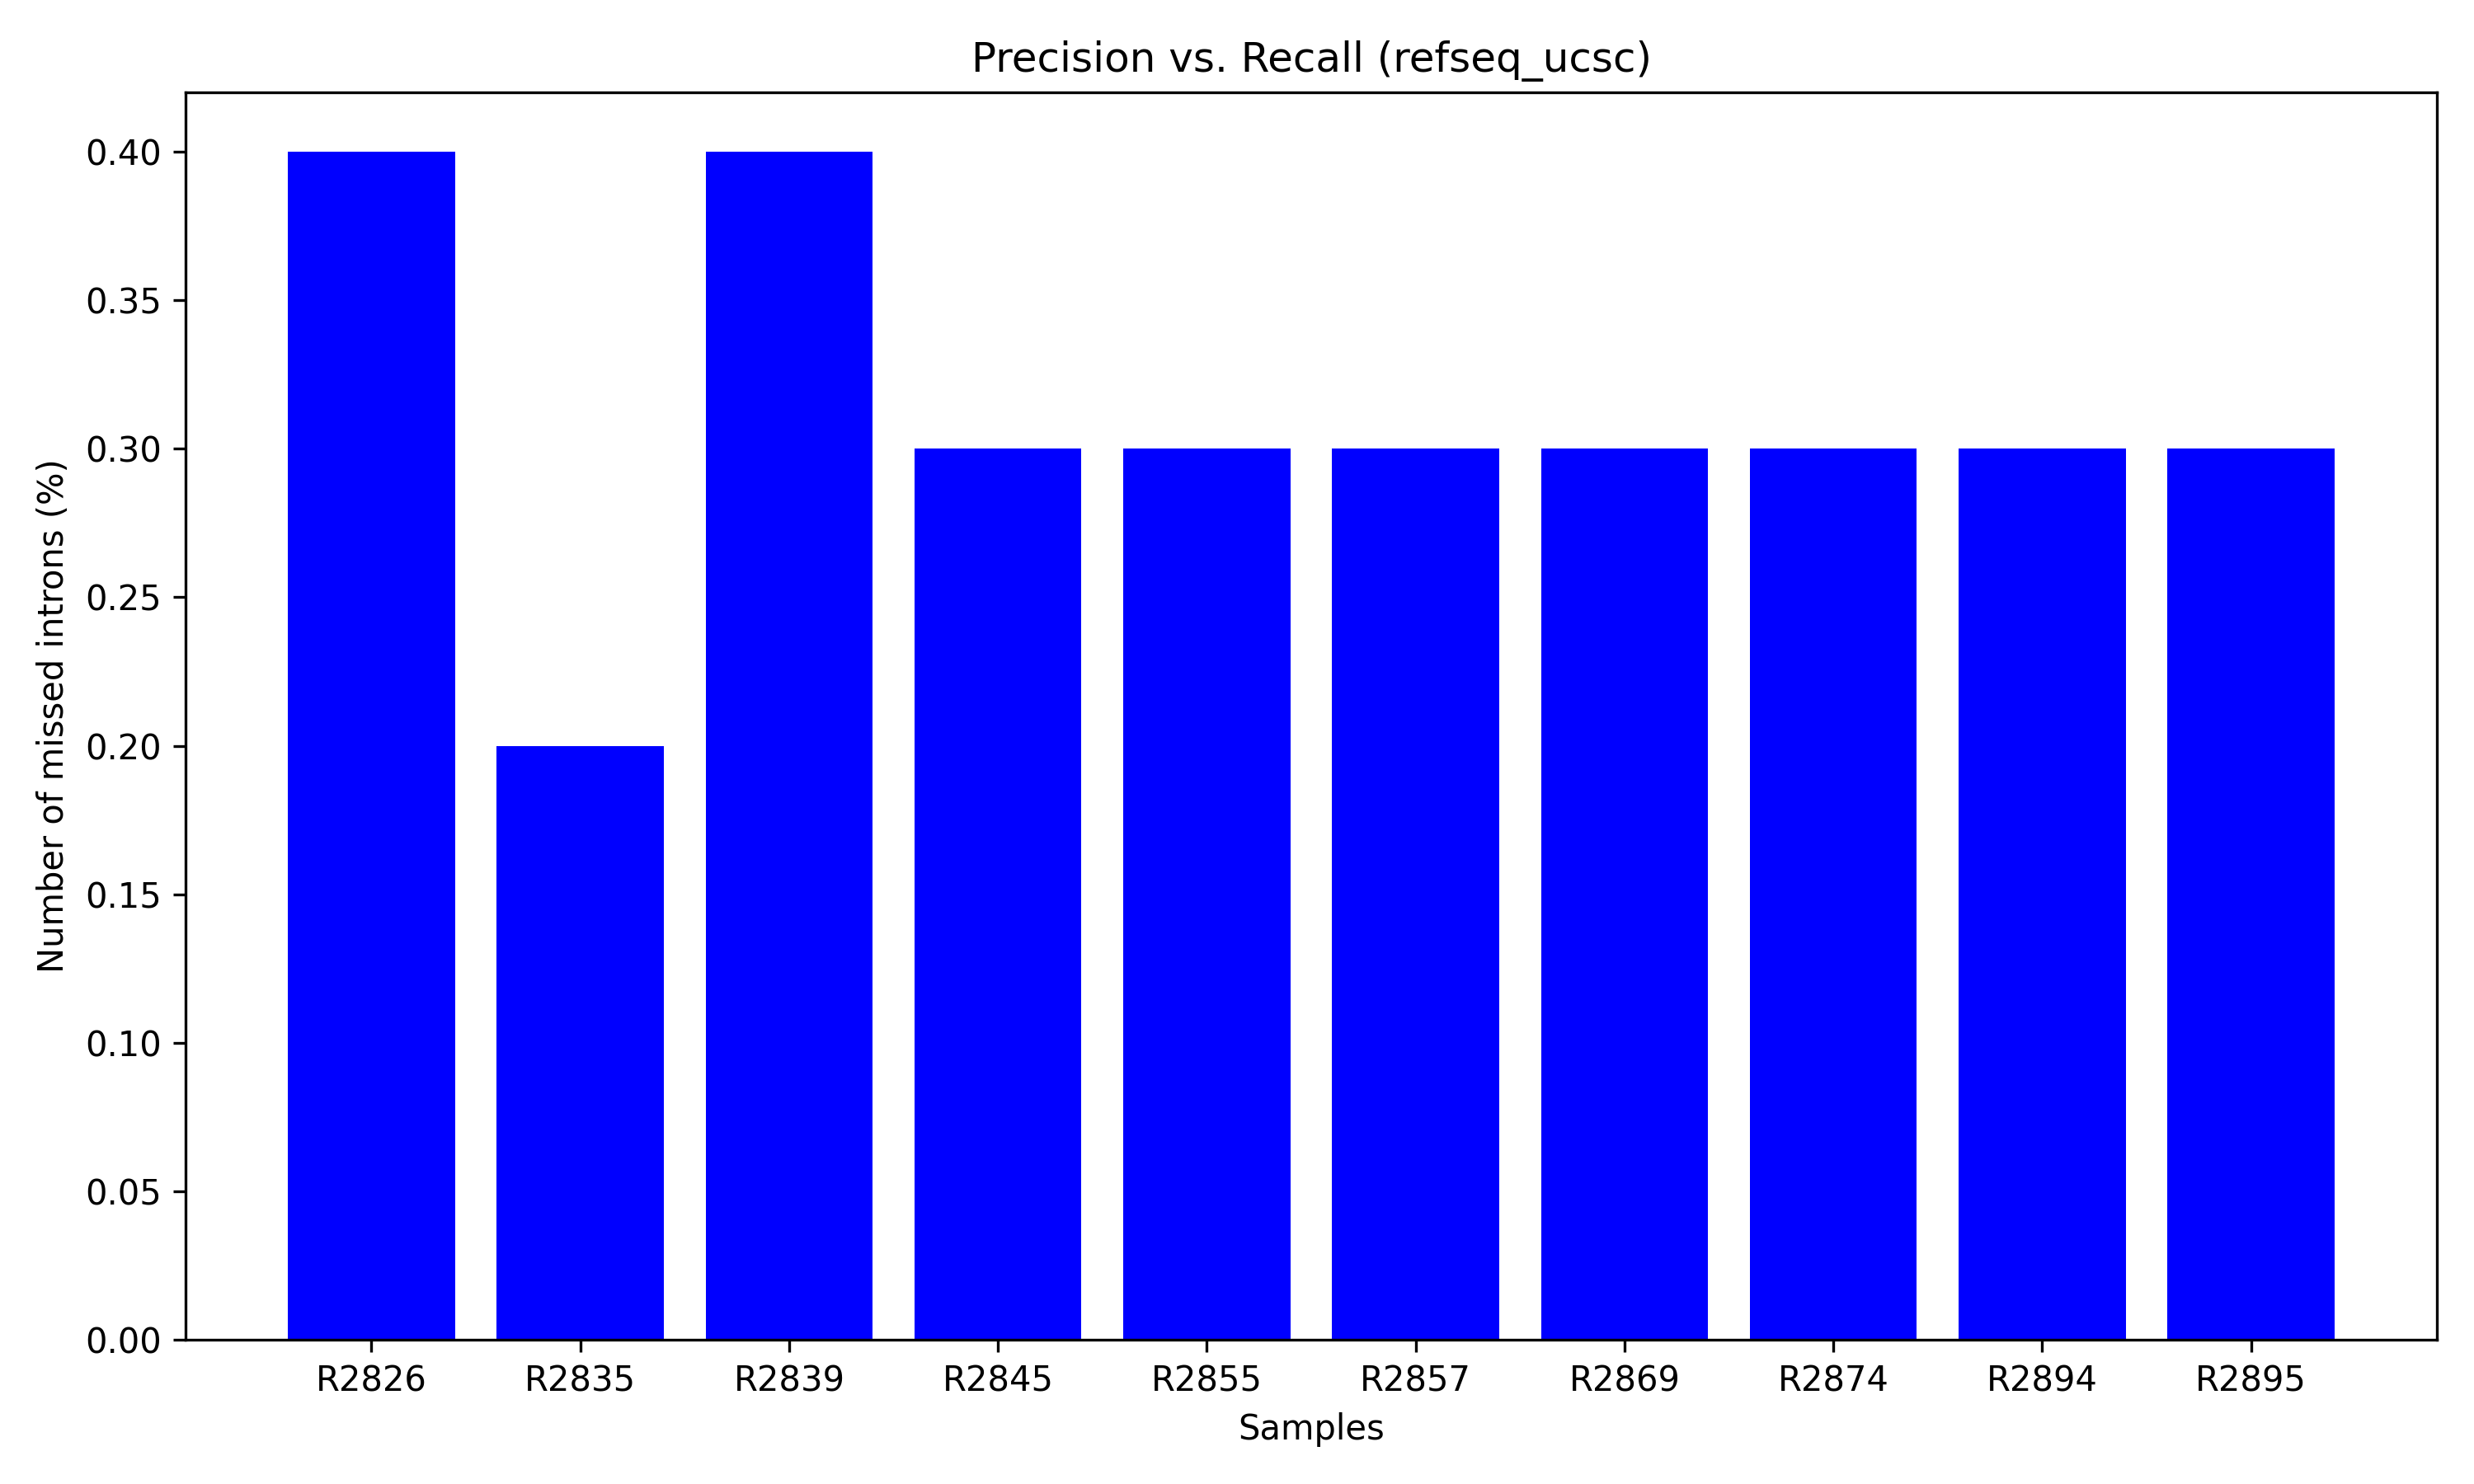 Precision vs. Recall (refseq_ucsc)
Number of missed introns (%)
0.40
0.35
0.30
0.25
0.20
0.15
0.10
0.05
0.00
R2826 R2835 R2839 R2845 R2855 R2857 R2869 R2874 R2894 R2895
Samples